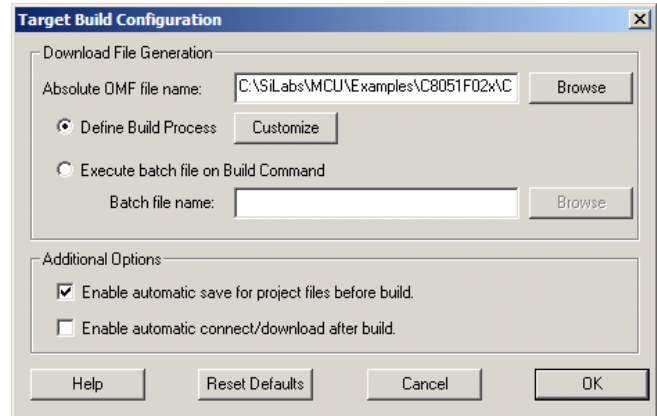 Target Build Configuration
Download File Generation
Absolute OMF file name: C:\SiLabs\MCU\Examples\C8051F02x\C Browse
Define Build Process Customize
Execute batch file on Build Command
Batch file name: Browse
Additional Options
Enable automatic save for project files before build.
Enable automatic connect/download after build.
Help Reset Defaults Cancel OK